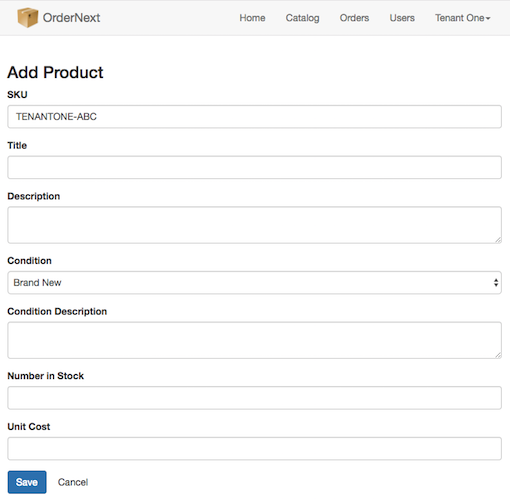 OrderNext Home Catalog Orders Users Tenant One
Add Product
SKU
TENANTONE-ABC
Title
Description
Condition
Brand New
Condition Description
Number in Stock
Unit Cost
Save Cancel